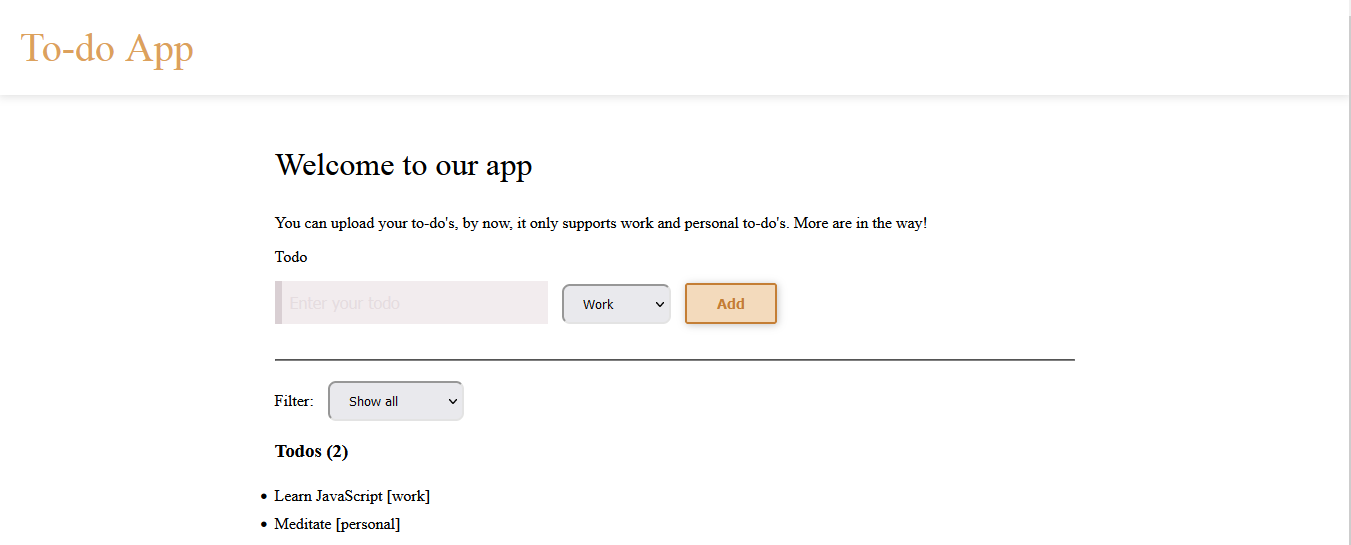 To-do App
Welcome to our app
You can upload your to-do's, by now, it only supports work and personal to-do's. More are in the way!
Todo
Enter your todo Work Add
Filter: Show all
Todos (2)
Learn JavaScript [work]
Meditate [personal]